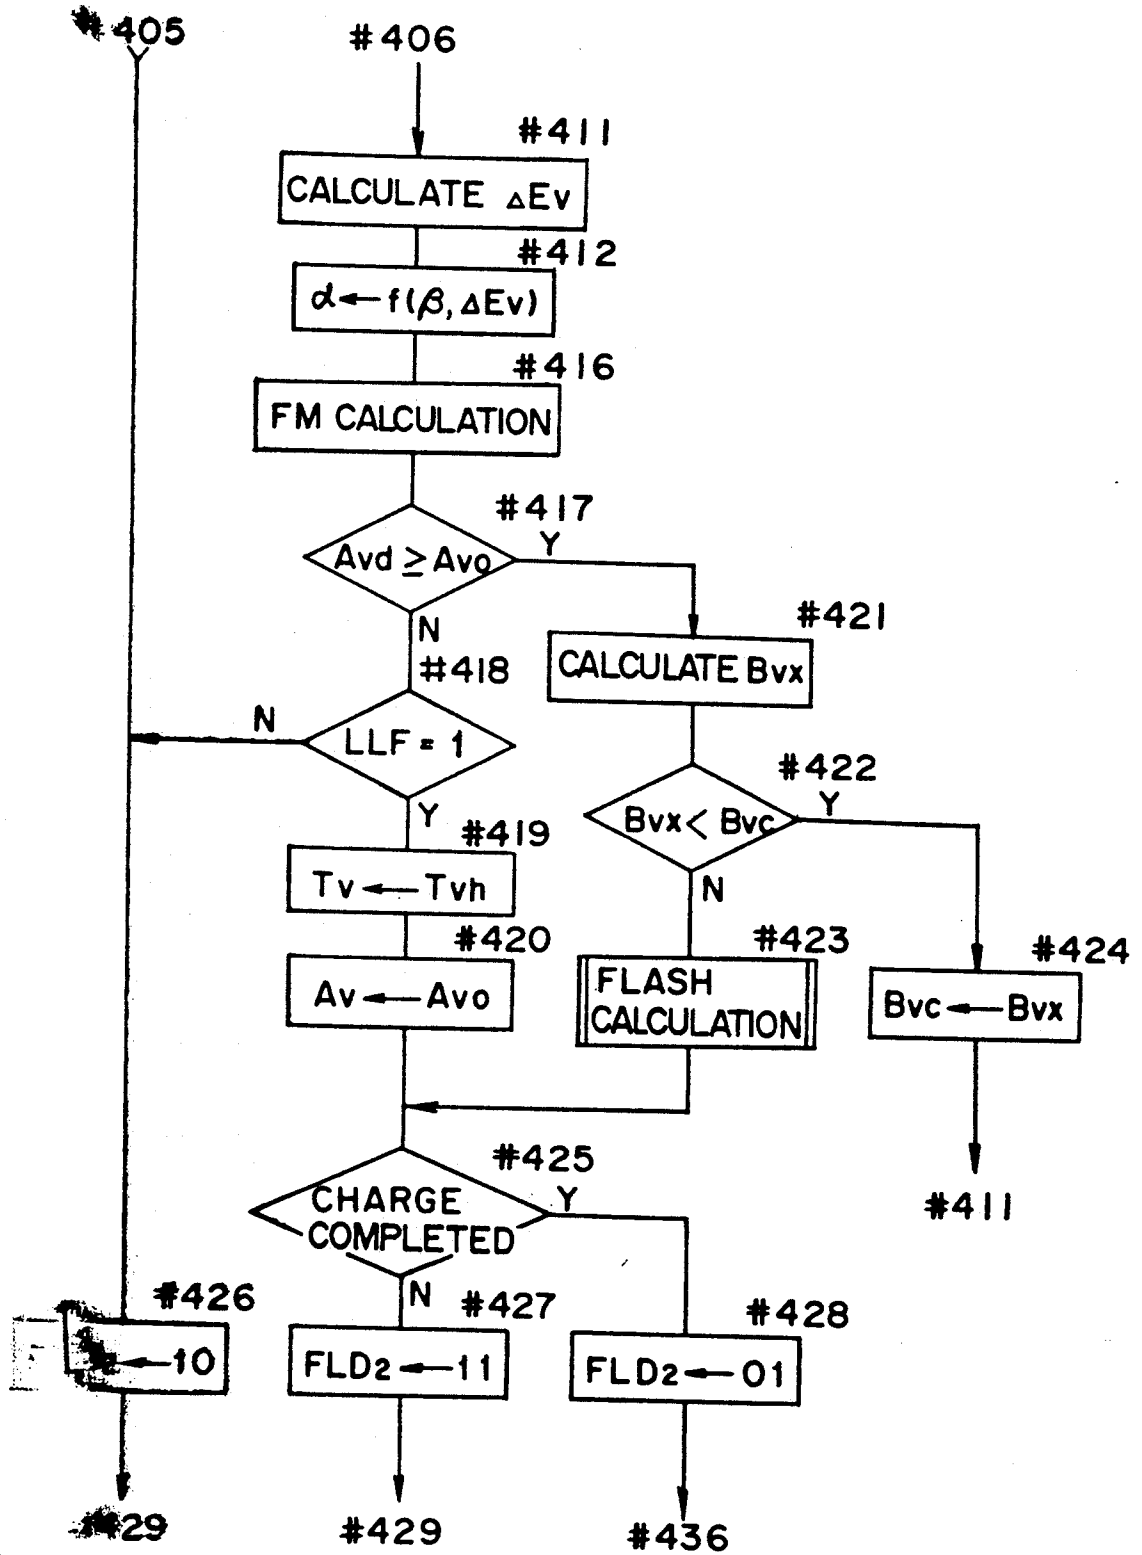 #405
#406
#411
CALCULATE ΔEv
#412
α←f(β, ΔEv)
#416
FM CALCULATION
#417
Avd ≥ Avo
Y
N
#421
CALCULATE Bvx
#418
LLF = 1
N
Y
#422
Bvx < Bvc
Y
N
#419
Tv ← Tvh
#420
Av ← Avo
#423
FLASH
CALCULATION
#424
Bvc ← Bvx
#411
#425
CHARGE
COMPLETED
Y
N
#426
←10
#427
FLD2 ← 11
#428
FLD2 ← 01
#429
#436